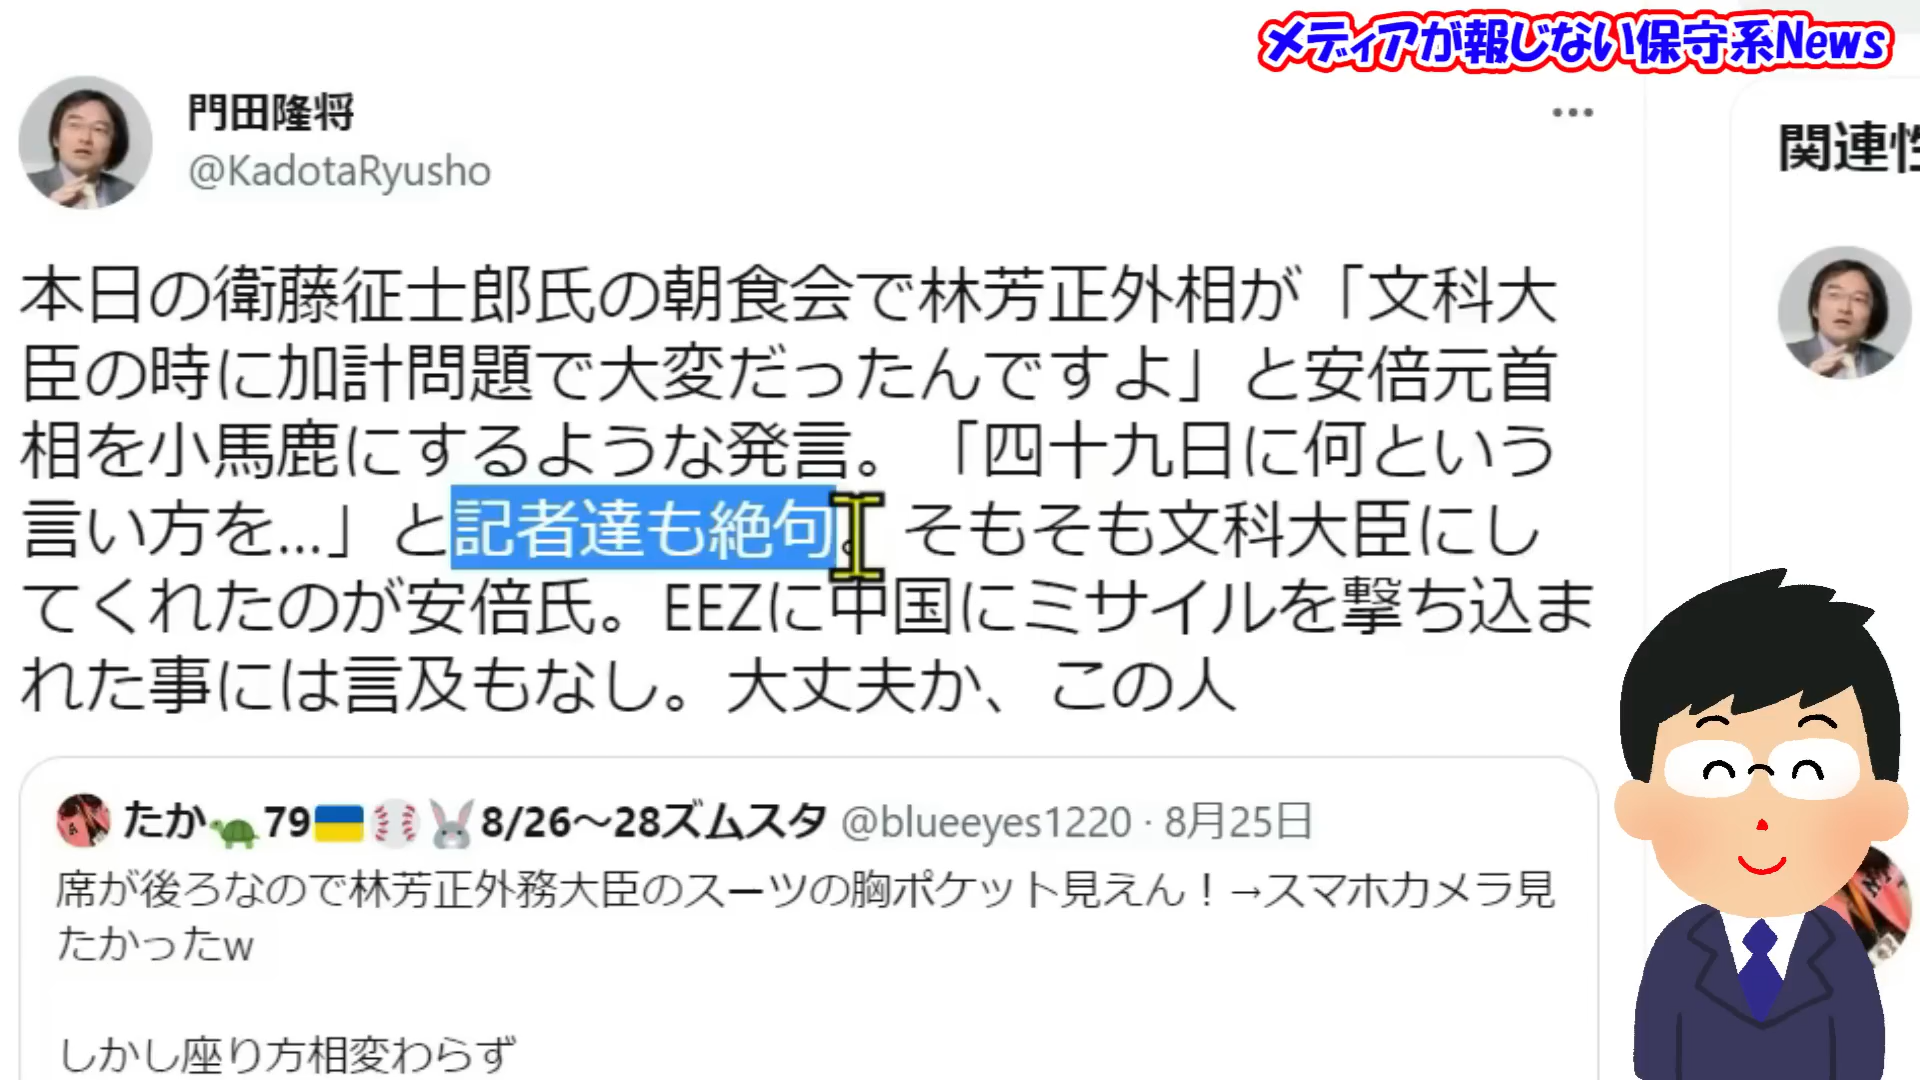 メディアが報じない保守系News
門田隆将
@KadotaRyusho
関連性
本日の衛藤征士郎氏の朝食会で林芳正外相が「文科大
臣の時に加計問題で大変だったんですよ」と安倍元首
相を小馬鹿にするような発言。「四十九日に何という
言い方を...」と記者達も絶句。そもそも文科大臣にし
てくれたのが安倍氏。EEZに中国にミサイルを撃ち込ま
れた事には言及もなし。大丈夫か、この人
たか🐢79🇺🇦⚾🐰8/26〜28ズムスタ @blueeyes1220 · 8月25日
席が後ろなので林芳正外務大臣のスーツの胸ポケット見えん！→スマホカメラ見
たかったw
しかし座り方相変わらず